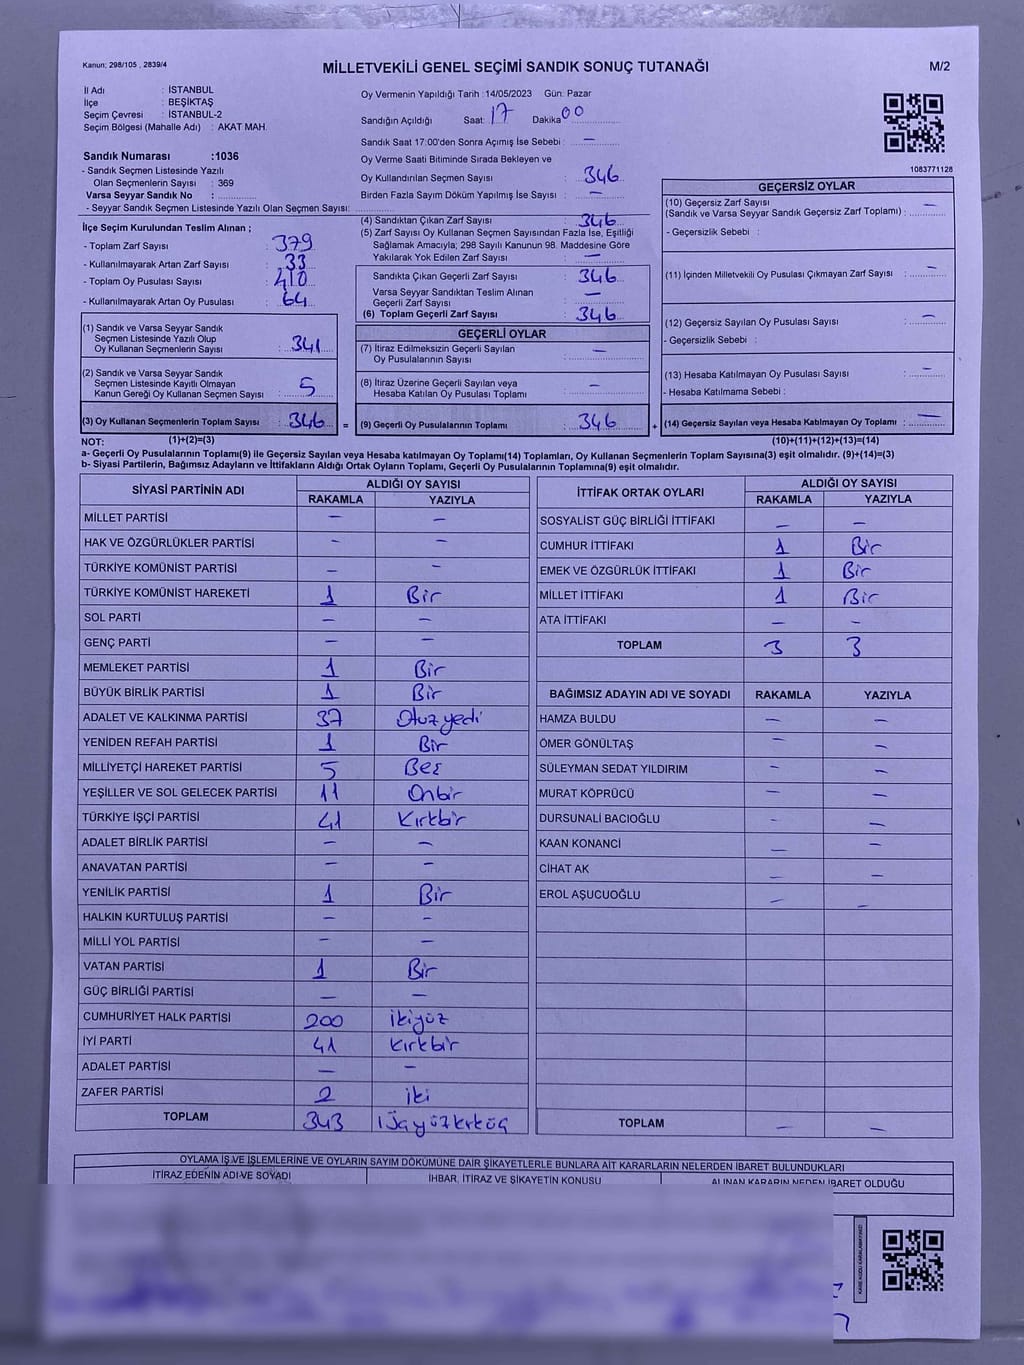 Kanun; 298/105 , 2839/4
MİLLETVEKİLİ GENEL SEÇİMİ SANDIK SONUÇ TUTANAĞI
M/2
İl Adı : İSTANBUL
İlçe : BEŞİKTAŞ
Seçim Çevresi : İSTANBUL-2
Seçim Bölgesi (Mahalle Adı) : AKAT MAH.
Sandık Numarası :1036
- Sandık Seçmen Listesinde Yazılı
Olan Seçmenlerin Sayısı : 369
Varsa Seyyar Sandık No :
- Seyyar Sandık Seçmen Listesinde Yazılı Olan Seçmen Sayısı:
İlçe Seçim Kurulundan Teslim Alınan ;
- Toplam Zarf Sayısı : 379
- Kullanılmayarak Artan Zarf Sayısı : 33
- Toplam Oy Pusulası Sayısı : 410
- Kullanılmayarak Artan Oy Pusulası : 64
(1) Sandık ve Varsa Seyyar Sandık
Seçmen Listesinde Yazılı Olup
Oy Kullanan Seçmenlerin Sayısı : 341
(2) Sandık ve Varsa Seyyar Sandık
Seçmen Listesinde Kayıtlı Olmayan
Kanun Gereği Oy Kullanan Seçmen Sayısı : 5
(3) Oy Kullanan Seçmenlerin Toplam Sayısı : 346 =
Oy Vermenin Yapıldığı Tarih :14/05/2023 Gün: Pazar
Sandığın Açıldığı Saat: 17 Dakika 00
Sandık Saat 17:00'den Sonra Açımış İse Sebebi : —
Oy Verme Saati Bitiminde Sırada Bekleyen ve
Oy Kullandırılan Seçmen Sayısı : 346
Birden Fazla Sayım Döküm Yapılmış İse Sayısı : —
(4) Sandıktan Çıkan Zarf Sayısı : 346
(5) Zarf Sayısı Oy Kullanan Seçmen Sayısından Fazla İse, Eşitliği
Sağlamak Amacıyla; 298 Sayılı Kanunun 98. Maddesine Göre
Yakılarak Yok Edilen Zarf Sayısı : —
Sandıkta Çıkan Geçerli Zarf Sayısı : 346
Varsa Seyyar Sandıktan Teslim Alınan
Geçerli Zarf Sayısı : —
(6) Toplam Geçerli Zarf Sayısı : 346
GEÇERLİ OYLAR
(7) İtiraz Edilmeksizin Geçerli Sayılan
Oy Pusulalarının Sayısı : —
(8) İtiraz Üzerine Geçerli Sayılan veya
Hesaba Katılan Oy Pusulaları Toplamı : —
(9) Geçerli Oy Pusulalarının Toplamı : 346 +
1083771128
GEÇERSİZ OYLAR
(10) Geçersiz Zarf Sayısı
(Sandık ve Varsa Seyyar Sandık Geçersiz Zarf Toplamı) : —
- Geçersizlik Sebebi :
(11) İçinden Milletvekili Oy Pusulası Çıkmayan Zarf Sayısı : —
(12) Geçersiz Sayılan Oy Pusulası Sayısı : —
- Geçersizlik Sebebi :
(13) Hesaba Katılmayan Oy Pusulası Sayısı : —
- Hesaba Katılmama Sebebi :
(14) Geçersiz Sayılan veya Hesaba Katılmayan Oy Toplamı : —
NOT: (1)+(2)=(3) (10)+(11)+(12)+(13)=(14)
a- Geçerli Oy Pusulalarının Toplamı(9) ile Geçersiz Sayılan veya Hesaba katılmayan Oy Toplamı(14) Toplamları, Oy Kullanan Seçmenlerin Toplam Sayısına(3) eşit olmalıdır. (9)+(14)=(3)
b- Siyasi Partilerin, Bağımsız Adayların ve İttifakların Aldığı Ortak Oyların Toplamı, Geçerli Oy Pusulalarının Toplamına(9) eşit olmalıdır.
SİYASİ PARTİNİN ADI ALDIĞI OY SAYISI
RAKAMLA YAZIYLA
MİLLET PARTİSİ — —
HAK VE ÖZGÜRLÜKLER PARTİSİ — —
TÜRKİYE KOMÜNİST PARTİSİ — —
TÜRKİYE KOMÜNİST HAREKETİ 1 Bir
SOL PARTİ — —
GENÇ PARTİ — —
MEMLEKET PARTİSİ 1 Bir
BÜYÜK BİRLİK PARTİSİ 1 Bir
ADALET VE KALKINMA PARTİSİ 37 Otuzyedi
YENİDEN REFAH PARTİSİ 1 Bir
MİLLİYETÇİ HAREKET PARTİSİ 5 Beş
YEŞİLLER VE SOL GELECEK PARTİSİ 11 Onbir
TÜRKİYE İŞÇİ PARTİSİ 41 Kırkbir
ADALET BİRLİK PARTİSİ — —
ANAVATAN PARTİSİ — —
YENİLİK PARTİSİ 1 Bir
HALKIN KURTULUŞ PARTİSİ — —
MİLLİ YOL PARTİSİ — —
VATAN PARTİSİ 1 Bir
GÜÇ BİRLİĞİ PARTİSİ — —
CUMHURİYET HALK PARTİSİ 200 ikiyüz
İYİ PARTİ 41 kırkbir
ADALET PARTİSİ — —
ZAFER PARTİSİ 2 iki
TOPLAM 343 üçyüzkırküç
İTTİFAK ORTAK OYLARI ALDIĞI OY SAYISI
RAKAMLA YAZIYLA
SOSYALİST GÜÇ BİRLİĞİ İTTİFAKI — —
CUMHUR İTTİFAKI 1 Bir
EMEK VE ÖZGÜRLÜK İTTİFAKI 1 Bir
MİLLET İTTİFAKI 1 Bir
ATA İTTİFAKI — —
TOPLAM 3 3
BAĞIMSIZ ADAYIN ADI VE SOYADI RAKAMLA YAZIYLA
HAMZA BULDU — —
ÖMER GÖNÜLTAŞ — —
SÜLEYMAN SEDAT YILDIRIM — —
MURAT KÖPRÜCÜ — —
DURSUNALİ BACIOĞLU — —
KAAN KONANCİ — —
CİHAT AK — —
EROL AŞUCUOĞLU — —
TOPLAM — —
OYLAMA İŞ VE İŞLEMLERİNE VE OYLARIN SAYIM DÖKÜMÜNE DAİR ŞİKAYETLERLE BUNLARA AİT KARARLARIN NELERDEN İBARET BULUNDUKLARI
İTİRAZ EDENİN ADI VE SOYADI İHBAR, İTİRAZ VE ŞİKAYETİN KONUSU ALINAN KARARIN NEDEN İBARET OLDUĞU